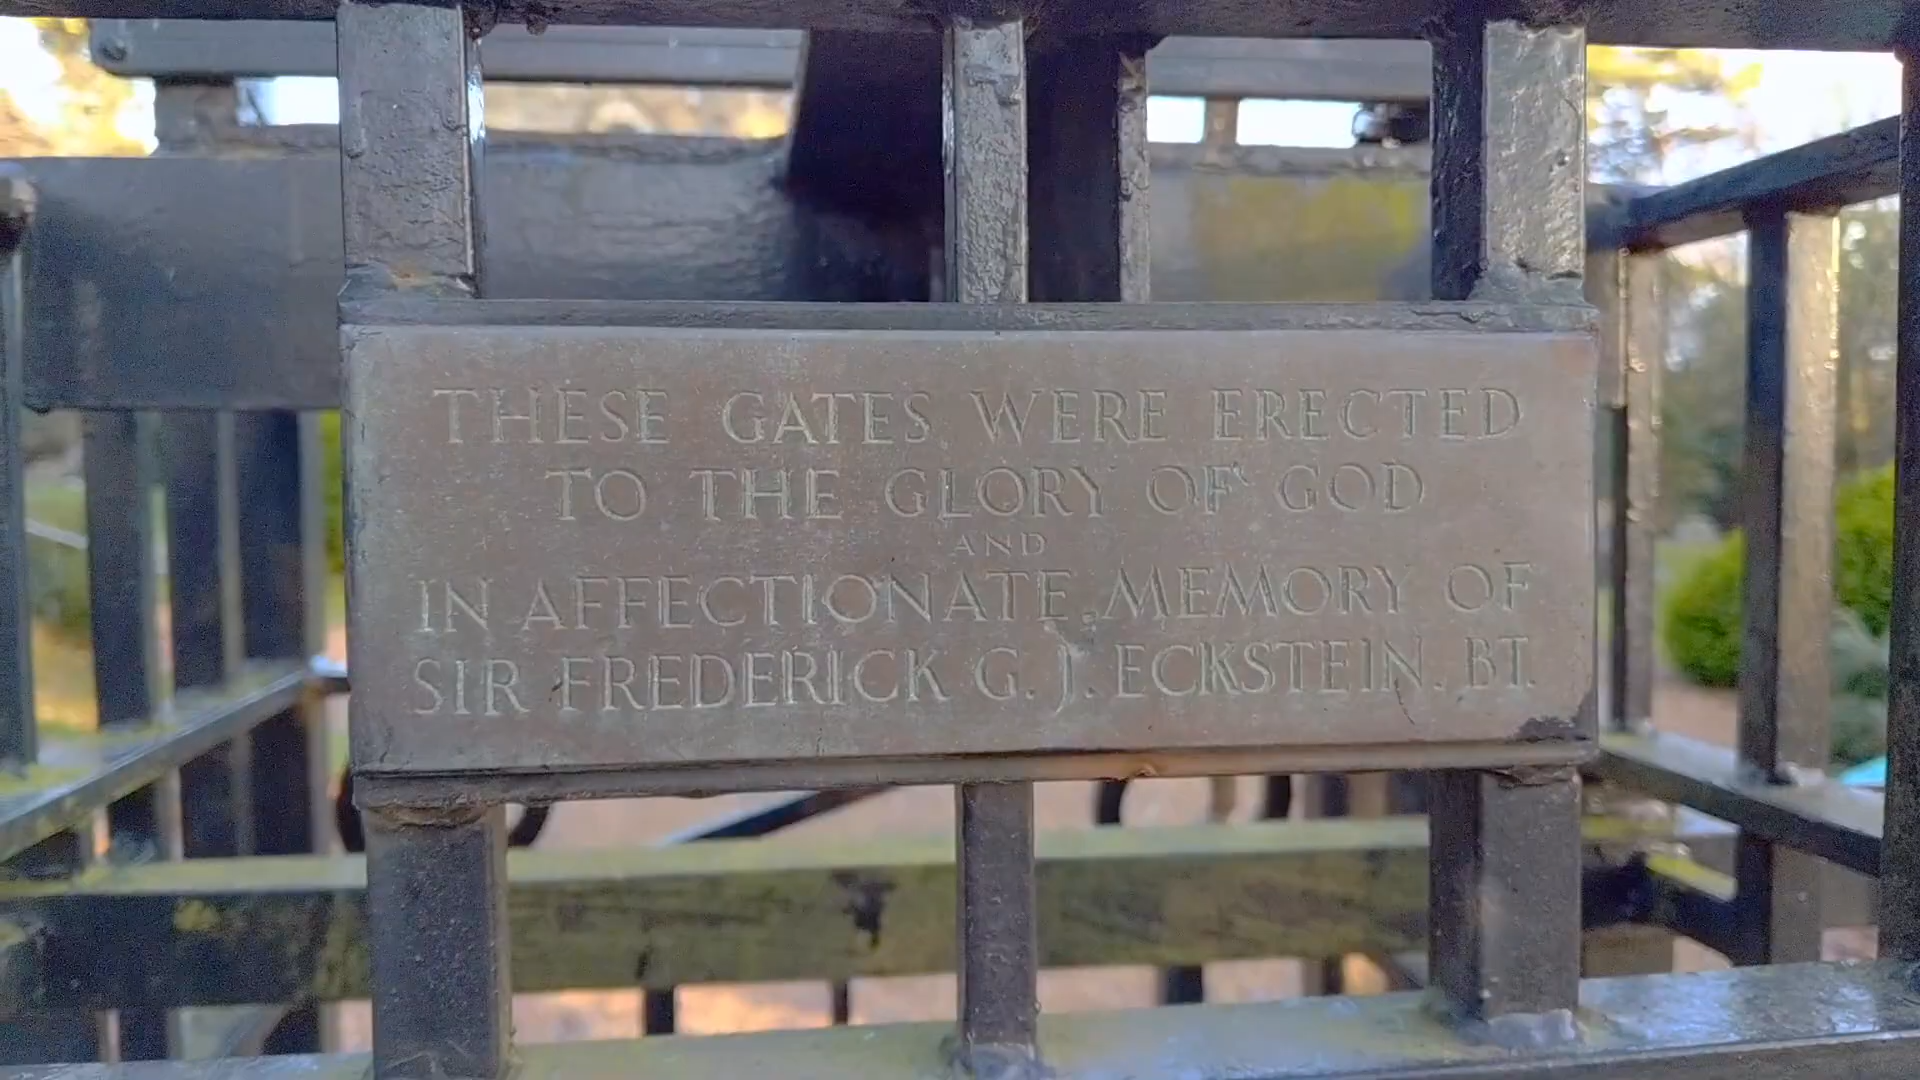 THESE GATES WERE ERECTED
TO THE GLORY OF GOD
AND
IN AFFECTIONATE MEMORY OF
SIR FREDERICK G. J. ECKSTEIN. BT.